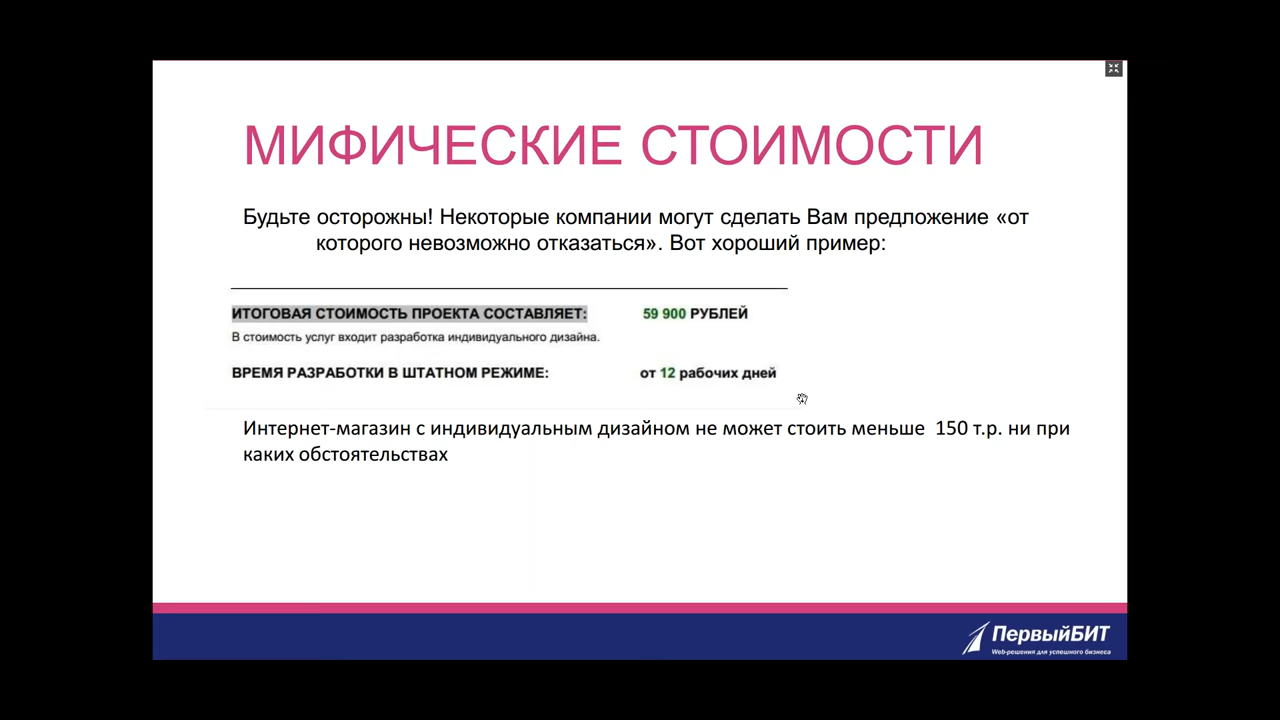 МИФИЧЕСКИЕ СТОИМОСТИ
Будьте осторожны! Некоторые компании могут сделать Вам предложение «от
которого невозможно отказаться». Вот хороший пример:
ИТОГОВАЯ СТОИМОСТЬ ПРОЕКТА СОСТАВЛЯЕТ: 59 900 РУБЛЕЙ
В стоимость услуг входит разработка индивидуального дизайна.
ВРЕМЯ РАЗРАБОТКИ В ШТАТНОМ РЕЖИМЕ: от 12 рабочих дней
Интернет-магазин с индивидуальным дизайном не может стоить меньше 150 т.р. ни при
каких обстоятельствах
ПервыйБИТ
Web-решения для успешного бизнеса